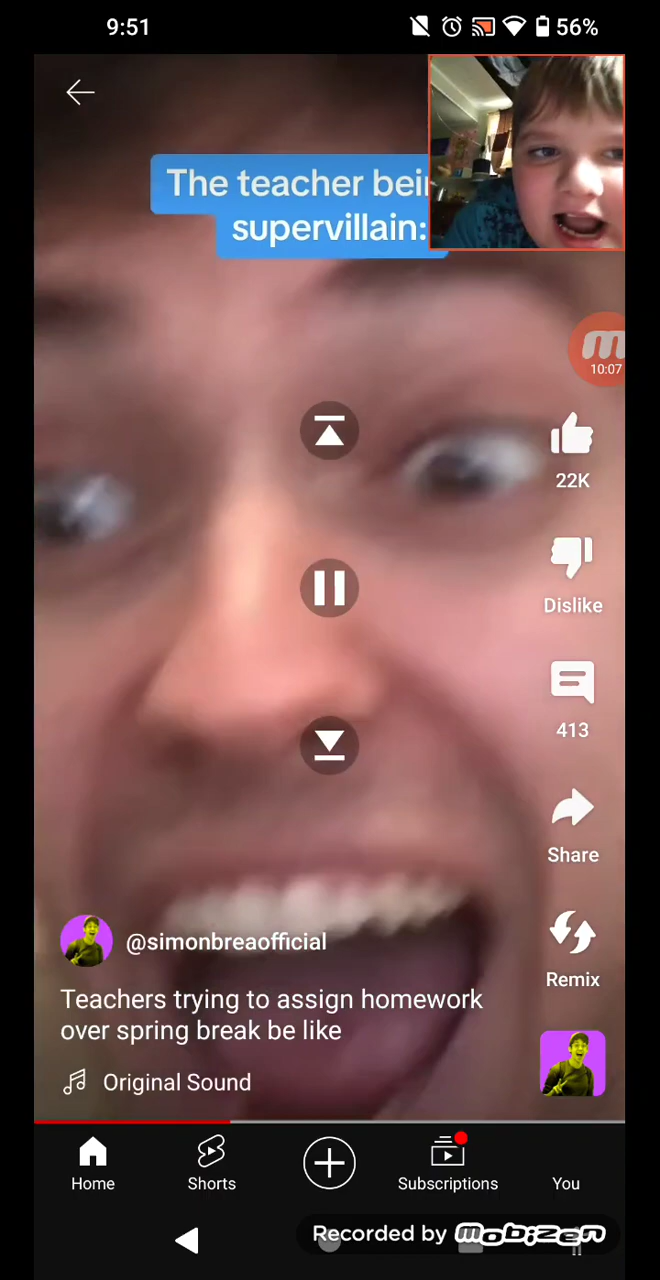 9:51
56%
The teacher bei
supervillain:
10:07
22K
Dislike
413
Share
@simonbreaofficial
Remix
Teachers trying to assign homework
over spring break be like
Original Sound
Home
Shorts
Subscriptions
You
Recorded by mobizen